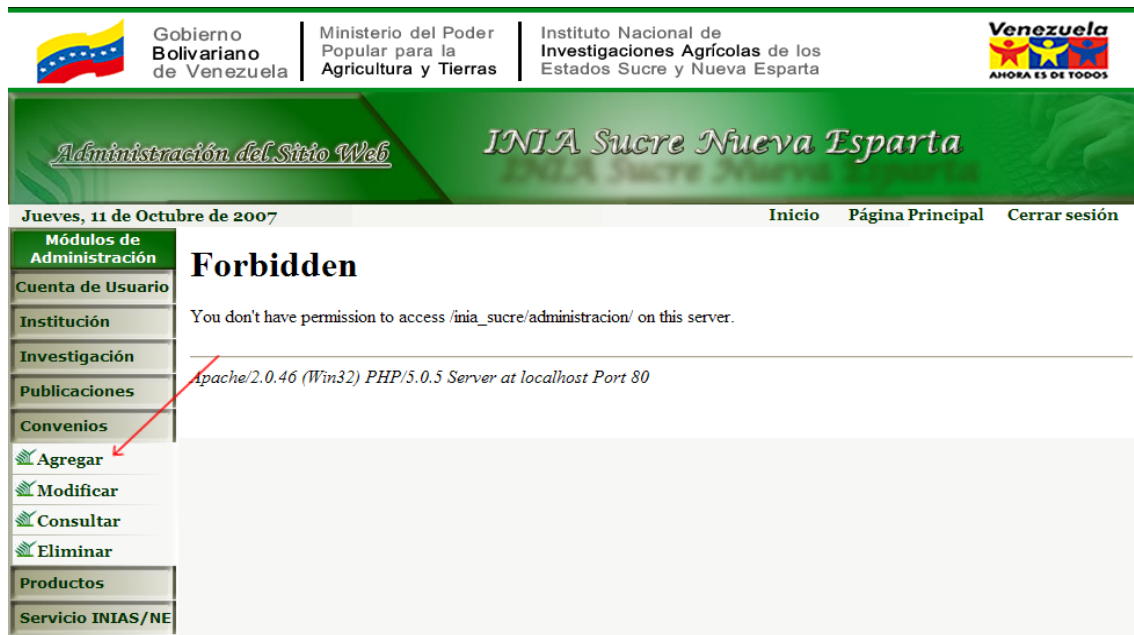 Gobierno
Bolivariano
de Venezuela
Ministerio del Poder
Popular para la
Agricultura y Tierras
Instituto Nacional de
Investigaciones Agrícolas de los
Estados Sucre y Nueva Esparta
Venezuela
AHORA ES DE TODOS
Administración del Sitio Web
INIA Sucre Nueva Esparta
Jueves, 11 de Octubre de 2007
Inicio Página Principal Cerrar sesión
Módulos de
Administración
Cuenta de Usuario
Institución
Investigación
Publicaciones
Convenios
Agregar
Modificar
Consultar
Eliminar
Productos
Servicio INIAS/NE
Forbidden
You don't have permission to access /inia_sucre/administracion/ on this server.
Apache/2.0.46 (Win32) PHP/5.0.5 Server at localhost Port 80